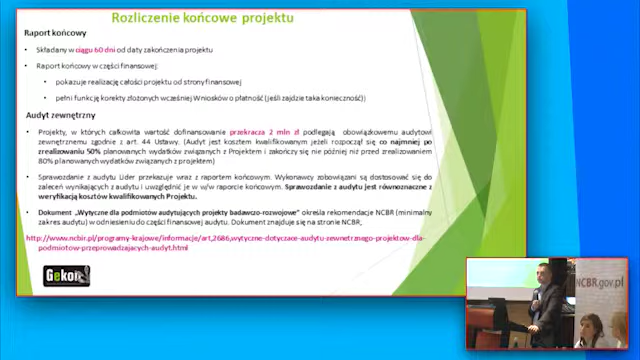 Rozliczenie końcowe projektu
Raport końcowy
• Składany w ciągu 60 dni od daty zakończenia projektu
• Raport końcowy w części finansowej:
• pokazuje realizację całości projektu od strony finansowej
• pełni funkcję korekty złożonych wcześniej Wniosków o płatność (jeśli zajdzie taka konieczność))
Audyt zewnętrzny
• Projekty, w których całkowita wartość dofinansowanie przekracza 2 mln zł podlegają obowiązkowemu audytowi
zewnętrznemu zgodnie z art. 44 Ustawy. (Audyt jest kosztem kwalifikowanym jeżeli rozpoczął się co najmniej po
zrealizowaniu 50% planowanych wydatków związanych z Projektem i zakończy się nie później niż przed zrealizowaniem
80% planowanych wydatków związanych z projektem)
• Sprawozdanie z audytu Lider przekazuje wraz z raportem końcowym. Wykonawcy zobowiązani są dostosować się do
zaleceń wynikających z audytu i uwzględnić je w w/w raporcie końcowym. Sprawozdanie z audytu jest równoznaczne z
weryfikacją kosztów kwalifikowanych Projektu.
• Dokument „Wytyczne dla podmiotów audytujących projekty badawczo-rozwojowe" określa rekomendacje NCBR (minimalny
zakres audytu) w odniesieniu do części finansowej audytu. Dokument znajduje się na stronie NCBR;
http://www.ncbir.pl/programy-krajowe/informacje/art,2686,wytyczne-dotyczace-audytu-zewnetrznego-projektow-dla-
podmiotow-przeprowadzajacych-audyt.html
Gekon
NCBR.gov.pl